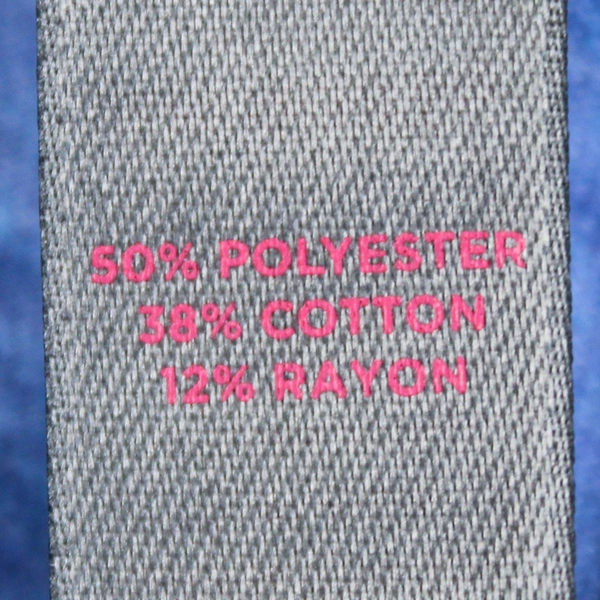 50% POLYESTER
38% COTTON
12% RAYON